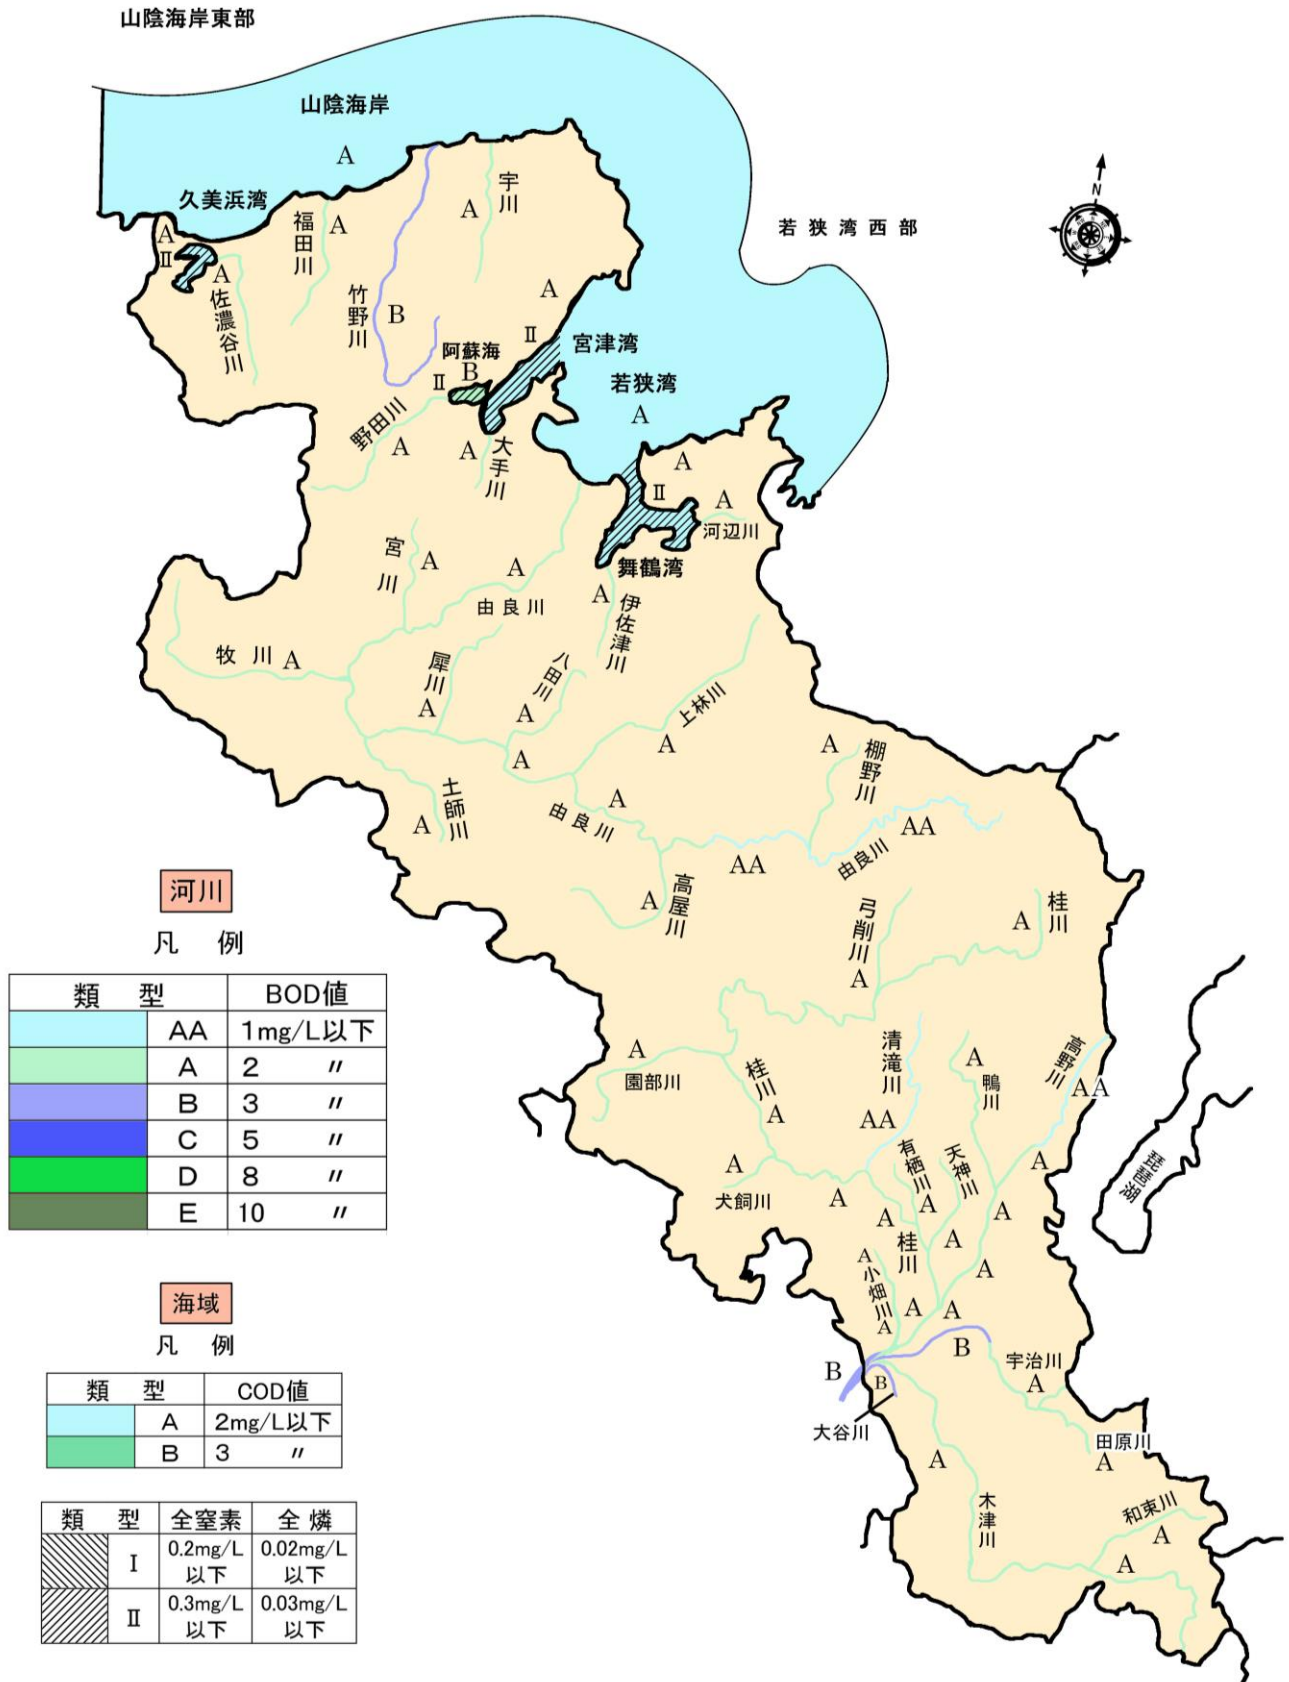 山陰海岸東部
山陰海岸
A
久美浜湾
A
Ⅱ
A
佐濃谷川
福田川
A
竹野川
B
宇川
A
若狭湾西部
N
A
Ⅱ
宮津湾
阿蘇海
B
Ⅱ
若狭湾
A
野田川
A
A
大手川
A
Ⅱ
A
河辺川
舞鶴湾
宮川
A
A
由良川
A
伊佐津川
牧川 A
犀川
A
八田川
A
上林川
A
A
土師川
A
由良川
A
A
棚野川
AA
由良川
AA
高屋川
A
弓削川
A
桂川
A
河川
凡 例
類 型 BOD値
AA 1mg/L以下
A 2 〃
B 3 〃
C 5 〃
D 8 〃
E 10 〃
A
園部川
桂川
A
清滝川
AA
A
鴨川
高野川
AA
A
犬飼川
A
有栖川
A
天神川
A
A
A
A
琵琶湖
桂川
A
A
小畑川
A
A
A
A
B
B
B
大谷川
宇治川
A
田原川
A
A
木津川
和束川
A
A
海域
凡 例
類 型 COD値
A 2mg/L以下
B 3 〃
類 型 全窒素 全燐
Ⅰ 0.2mg/L以下 0.02mg/L以下
Ⅱ 0.3mg/L以下 0.03mg/L以下